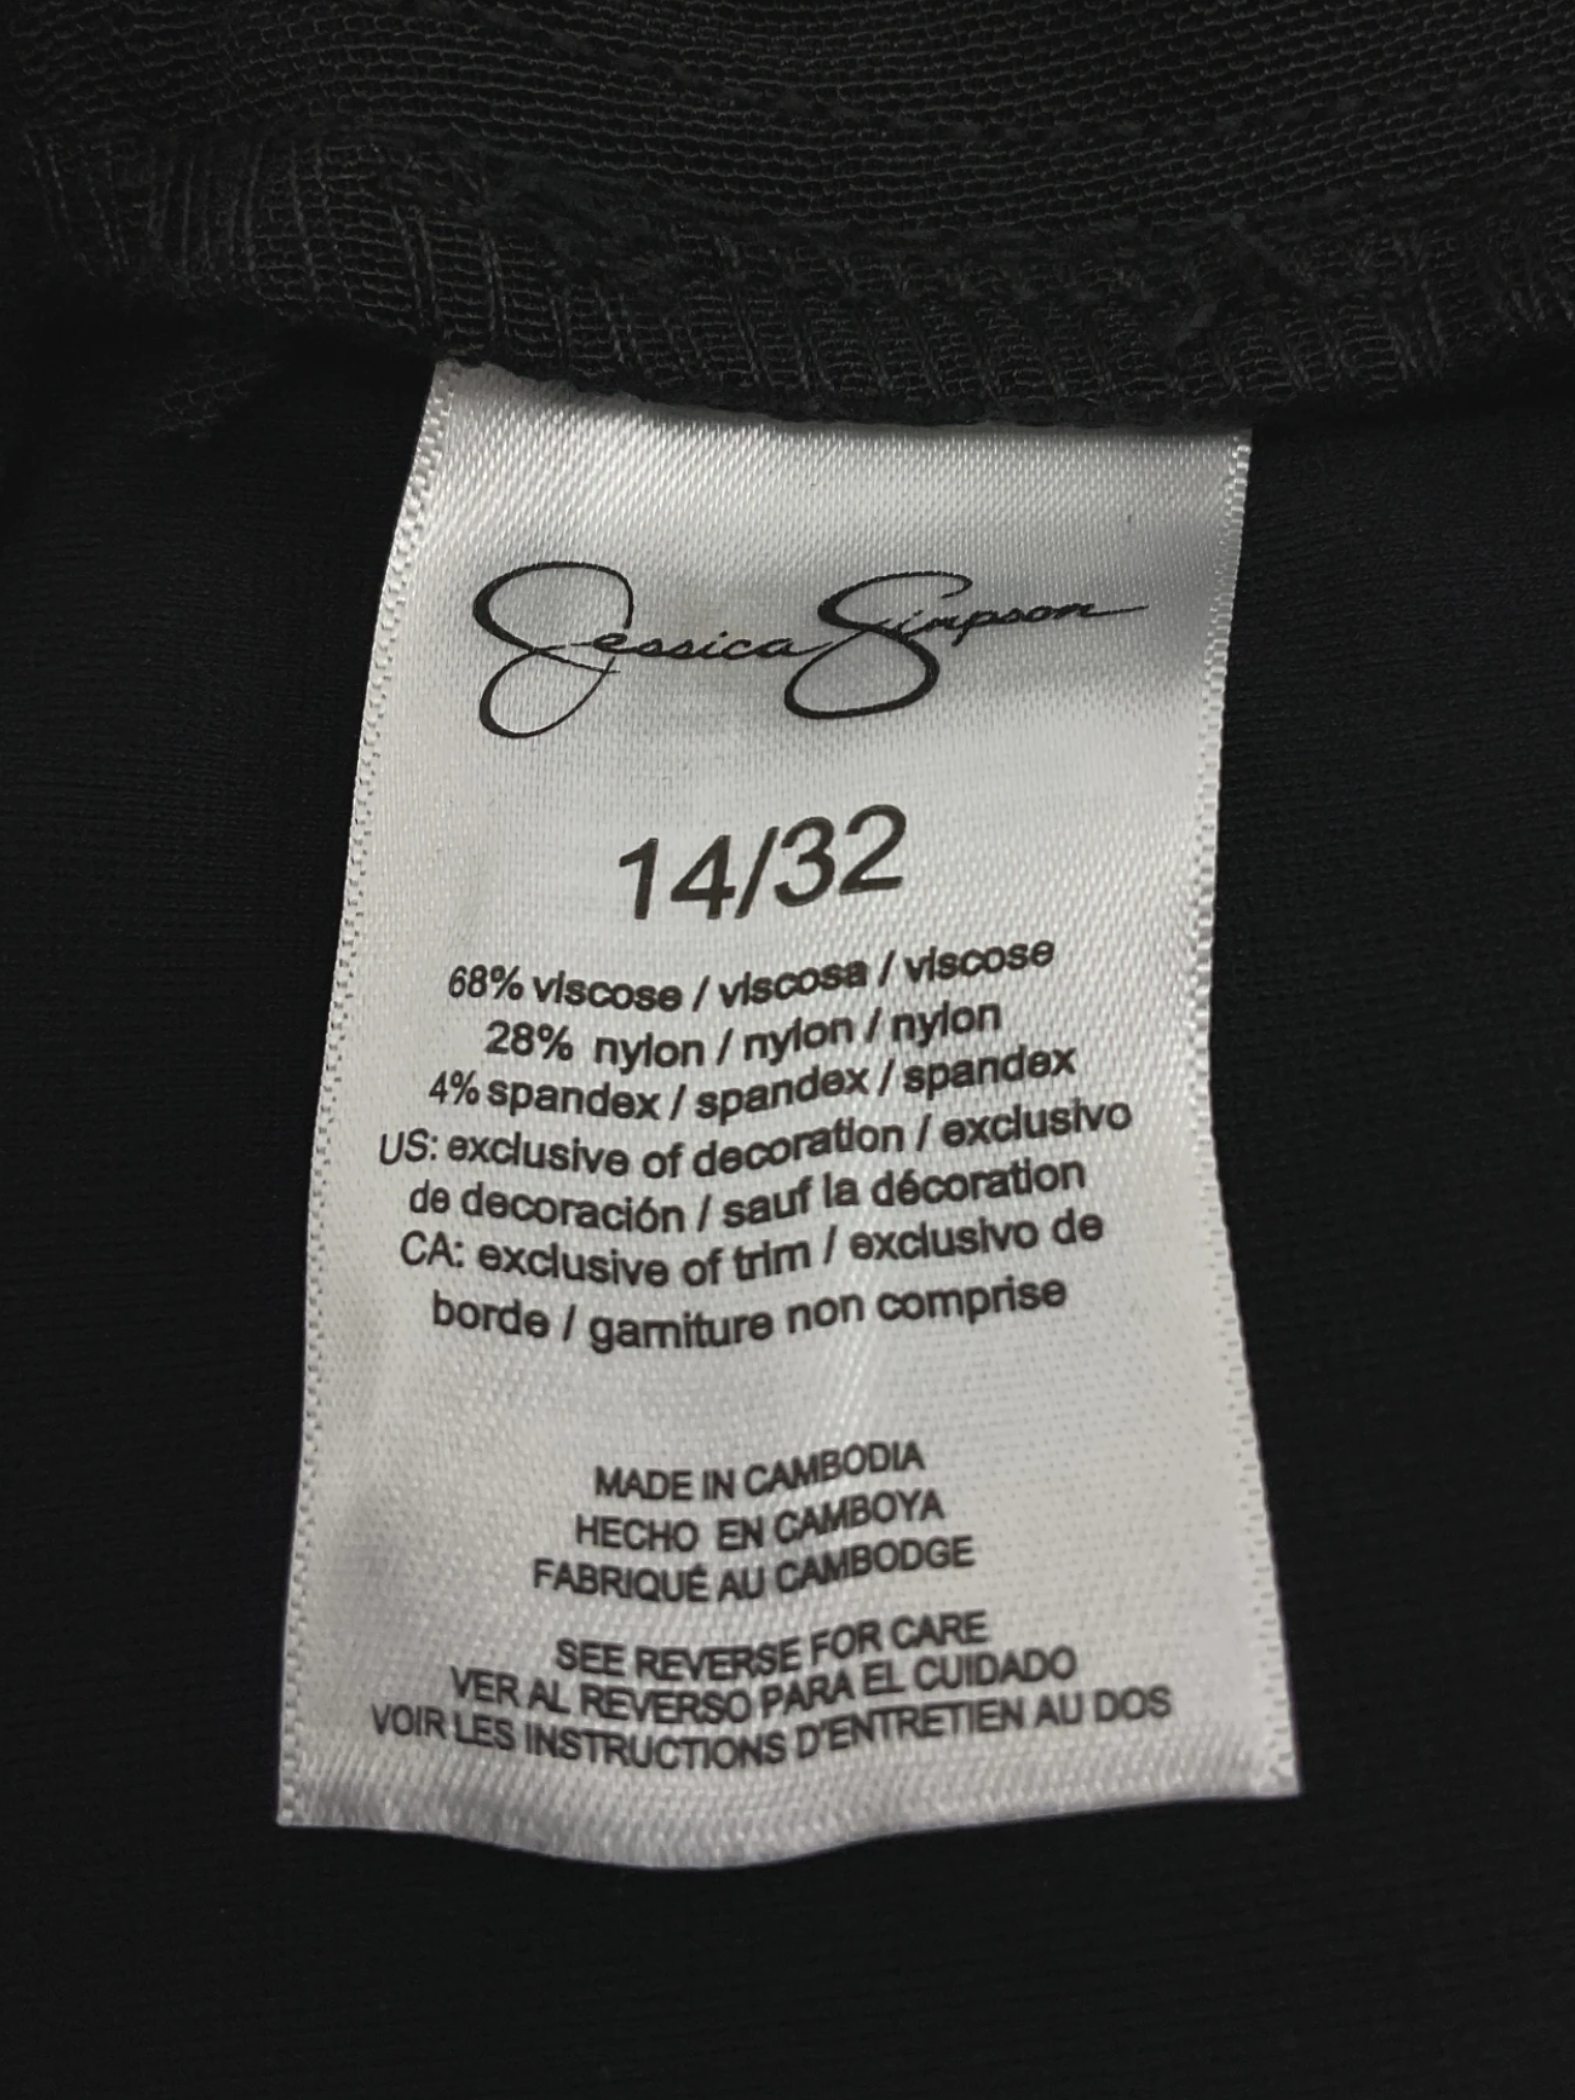 Jessica Simpson
14/32
68% viscose / viscosa / viscose
28% nylon / nylon / nylon
4% spandex / spandex / spandex
US: exclusive of decoration / exclusivo
de decoración / sauf la décoration
CA: exclusive of trim / exclusivo de
borde / garniture non comprise
MADE IN CAMBODIA
HECHO EN CAMBOYA
FABRIQUÉ AU CAMBODGE
SEE REVERSE FOR CARE
VER AL REVERSO PARA EL CUIDADO
VOIR LES INSTRUCTIONS D'ENTRETIEN AU DOS